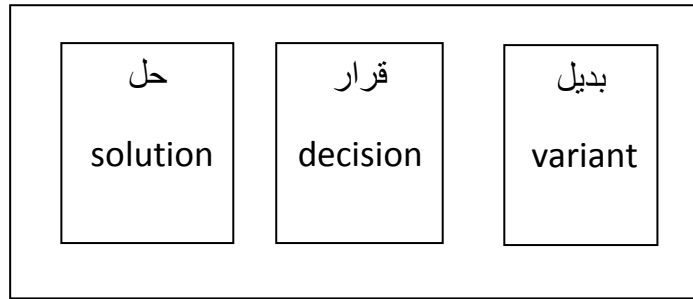 حل
solution
قرار
decision
بديل
variant